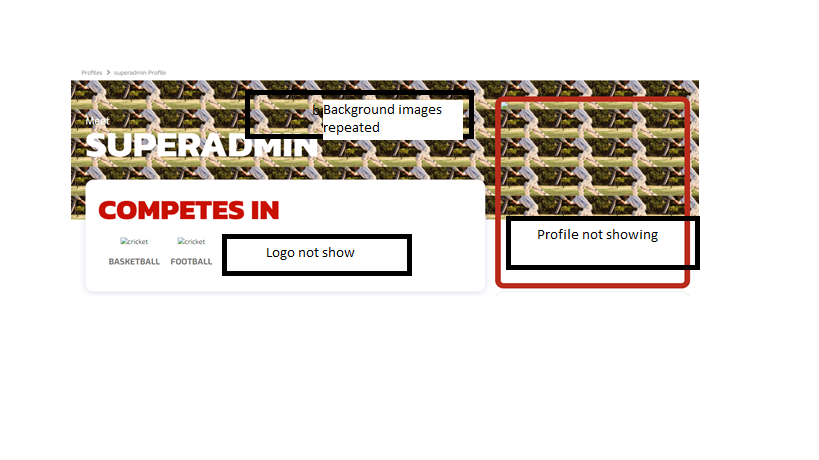 Profiles > superadmin Profile
Background images
repeated
Meet
SUPERADMIN
COMPETES IN
cricket cricket
BASKETBALL FOOTBALL
Logo not show
Profile not showing